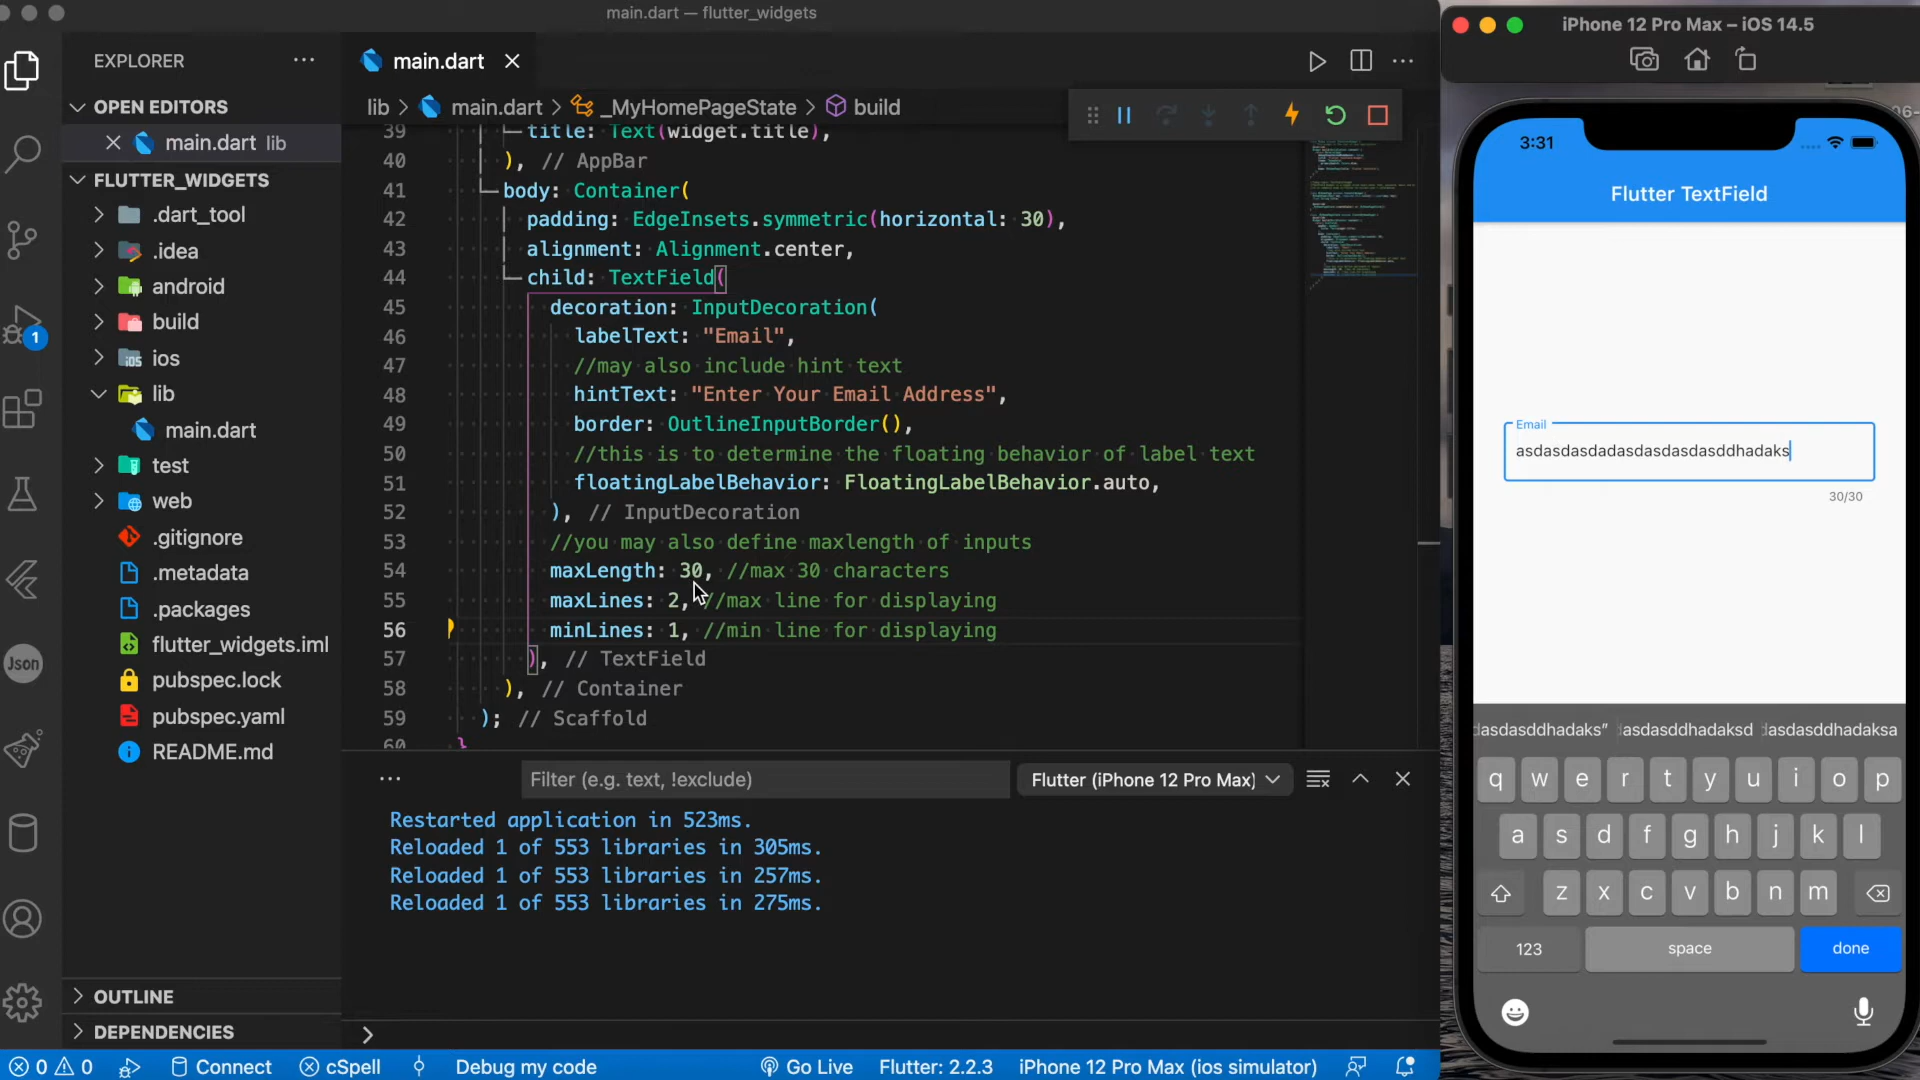 main.dart — flutter_widgets
EXPLORER
OPEN EDITORS
main.dart lib
FLUTTER_WIDGETS
.dart_tool
.idea
android
build
ios
lib
main.dart
test
web
.gitignore
.metadata
.packages
flutter_widgets.iml
pubspec.lock
pubspec.yaml
README.md
OUTLINE
DEPENDENCIES
1
Json
main.dart
lib > main.dart > _MyHomePageState > build
39 title: Text(widget.title),
40 ), // AppBar
41 body: Container(
42 padding: EdgeInsets.symmetric(horizontal: 30),
43 alignment: Alignment.center,
44 child: TextField(
45 decoration: InputDecoration(
46 labelText: "Email",
47 //may also include hint text
48 hintText: "Enter Your Email Address",
49 border: OutlineInputBorder(),
50 //this is to determine the floating behavior of label text
51 floatingLabelBehavior: FloatingLabelBehavior.auto,
52 ), // InputDecoration
53 //you may also define maxlength of inputs
54 maxLength: 30, //max 30 characters
55 maxLines: 2, //max line for displaying
56 minLines: 1, //min line for displaying
57 ), // TextField
58 ), // Container
59 ); // Scaffold
60 }
Filter (e.g. text, !exclude)
Flutter (iPhone 12 Pro Max)
Restarted application in 523ms.
Reloaded 1 of 553 libraries in 305ms.
Reloaded 1 of 553 libraries in 257ms.
Reloaded 1 of 553 libraries in 275ms.
0 0 Connect cSpell Debug my code Go Live Flutter: 2.2.3 iPhone 12 Pro Max (ios simulator)
iPhone 12 Pro Max – iOS 14.5
3:31
Flutter TextField
Email
asdasdasdadasdasdasdasddhadaks
30/30
dasdasddhadaks” asdasddhadaksd dasdasddhadaksa
q w e r t y u i o p
a s d f g h j k l
z x c v b n m
123 space done